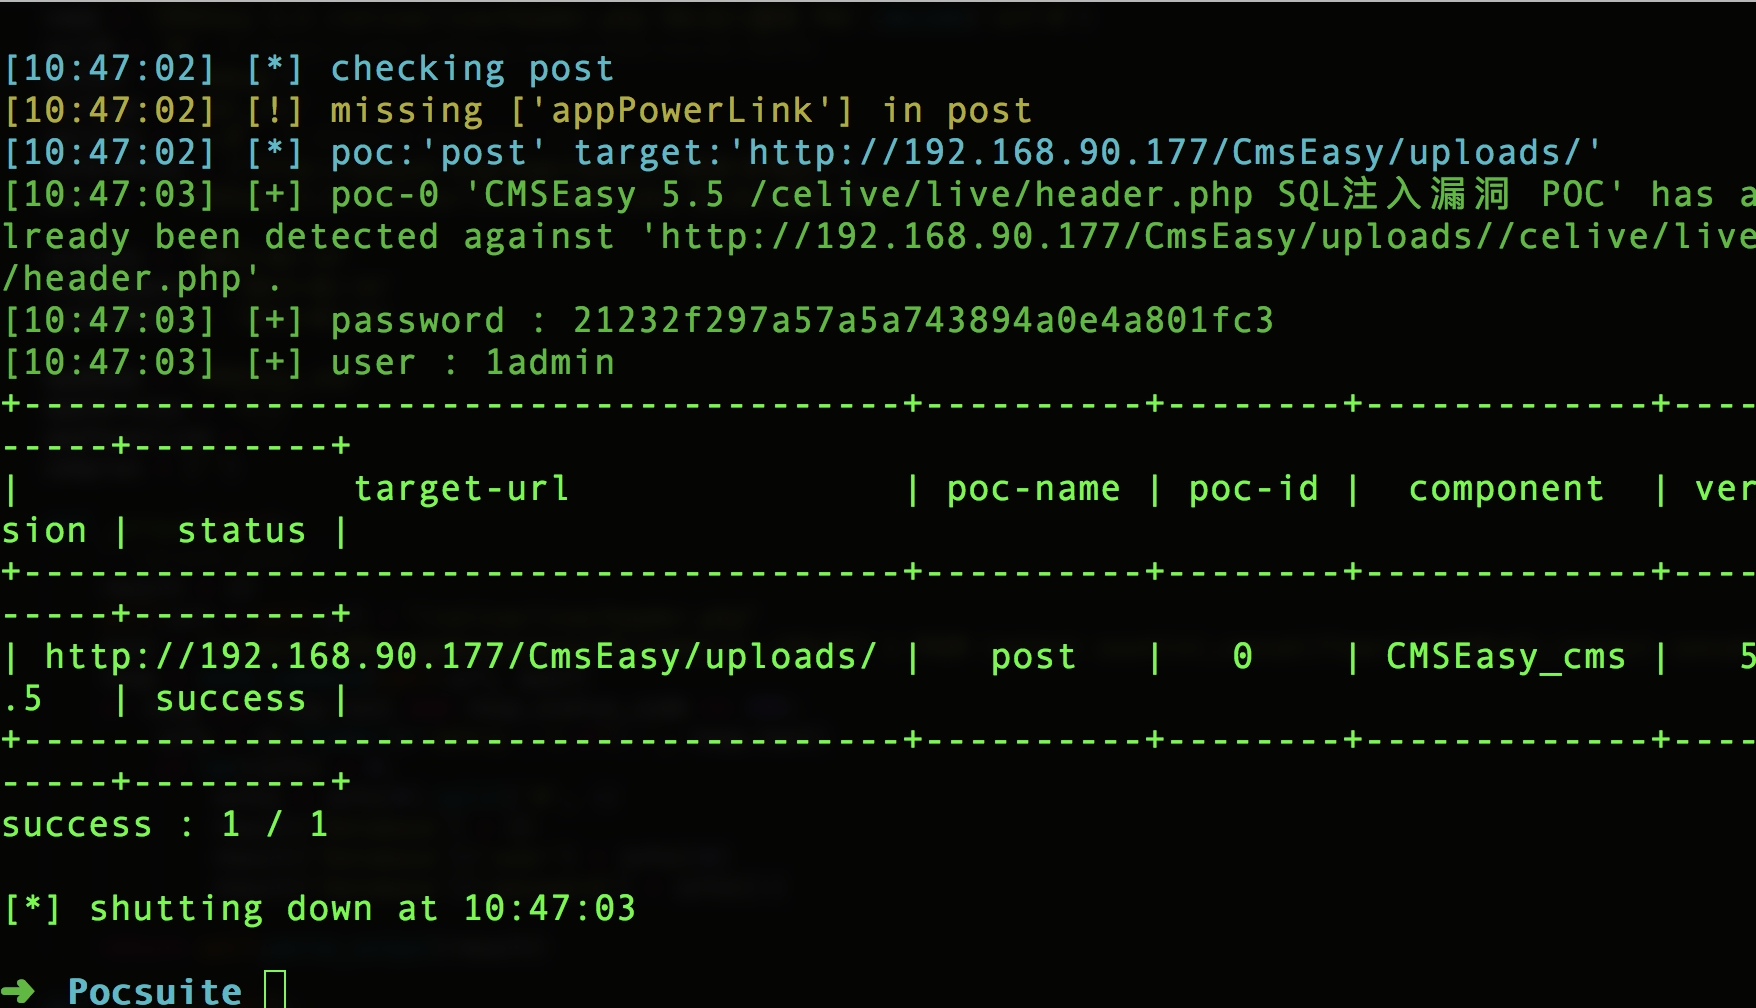 [10:47:02] [*] checking post
[10:47:02] [!] missing ['appPowerLink'] in post
[10:47:02] [*] poc:'post' target:'http://192.168.90.177/CmsEasy/uploads/'
[10:47:03] [+] poc-0 'CMSEasy 5.5 /celive/live/header.php SQL注入漏洞 POC' has a
lready been detected against 'http://192.168.90.177/CmsEasy/uploads//celive/live
/header.php'.
[10:47:03] [+] password : 21232f297a57a5a743894a0e4a801fc3
[10:47:03] [+] user : 1admin
+----------------------------------------+----------+--------+-------------+----
-----+---------+
|               target-url               | poc-name | poc-id |  component  | ver
sion |  status |
+----------------------------------------+----------+--------+-------------+----
-----+---------+
| http://192.168.90.177/CmsEasy/uploads/ |   post   |   0    | CMSEasy_cms |   5
.5   | success |
+----------------------------------------+----------+--------+-------------+----
-----+---------+
success : 1 / 1
[*] shutting down at 10:47:03
➜  Pocsuite